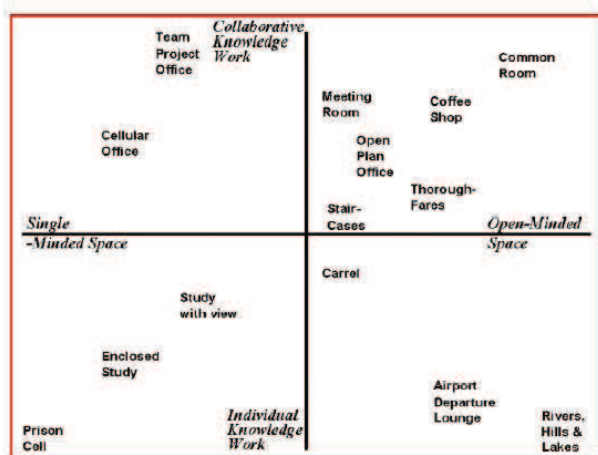 Team
Project
Office
Collaborative
Knowledge
Work
Common
Room
Meeting
Room
Coffee
Shop
Cellular
Office
Open
Plan
Office
Thorough-
Fares
Stair-
Cases
Single
-Minded Space
Open-Minded
Space
Carrel
Study
with view
Enclosed
Study
Airport
Departure
Lounge
Individual
Knowledge
Work
Prison
Cell
Rivers,
Hills &
Lakes